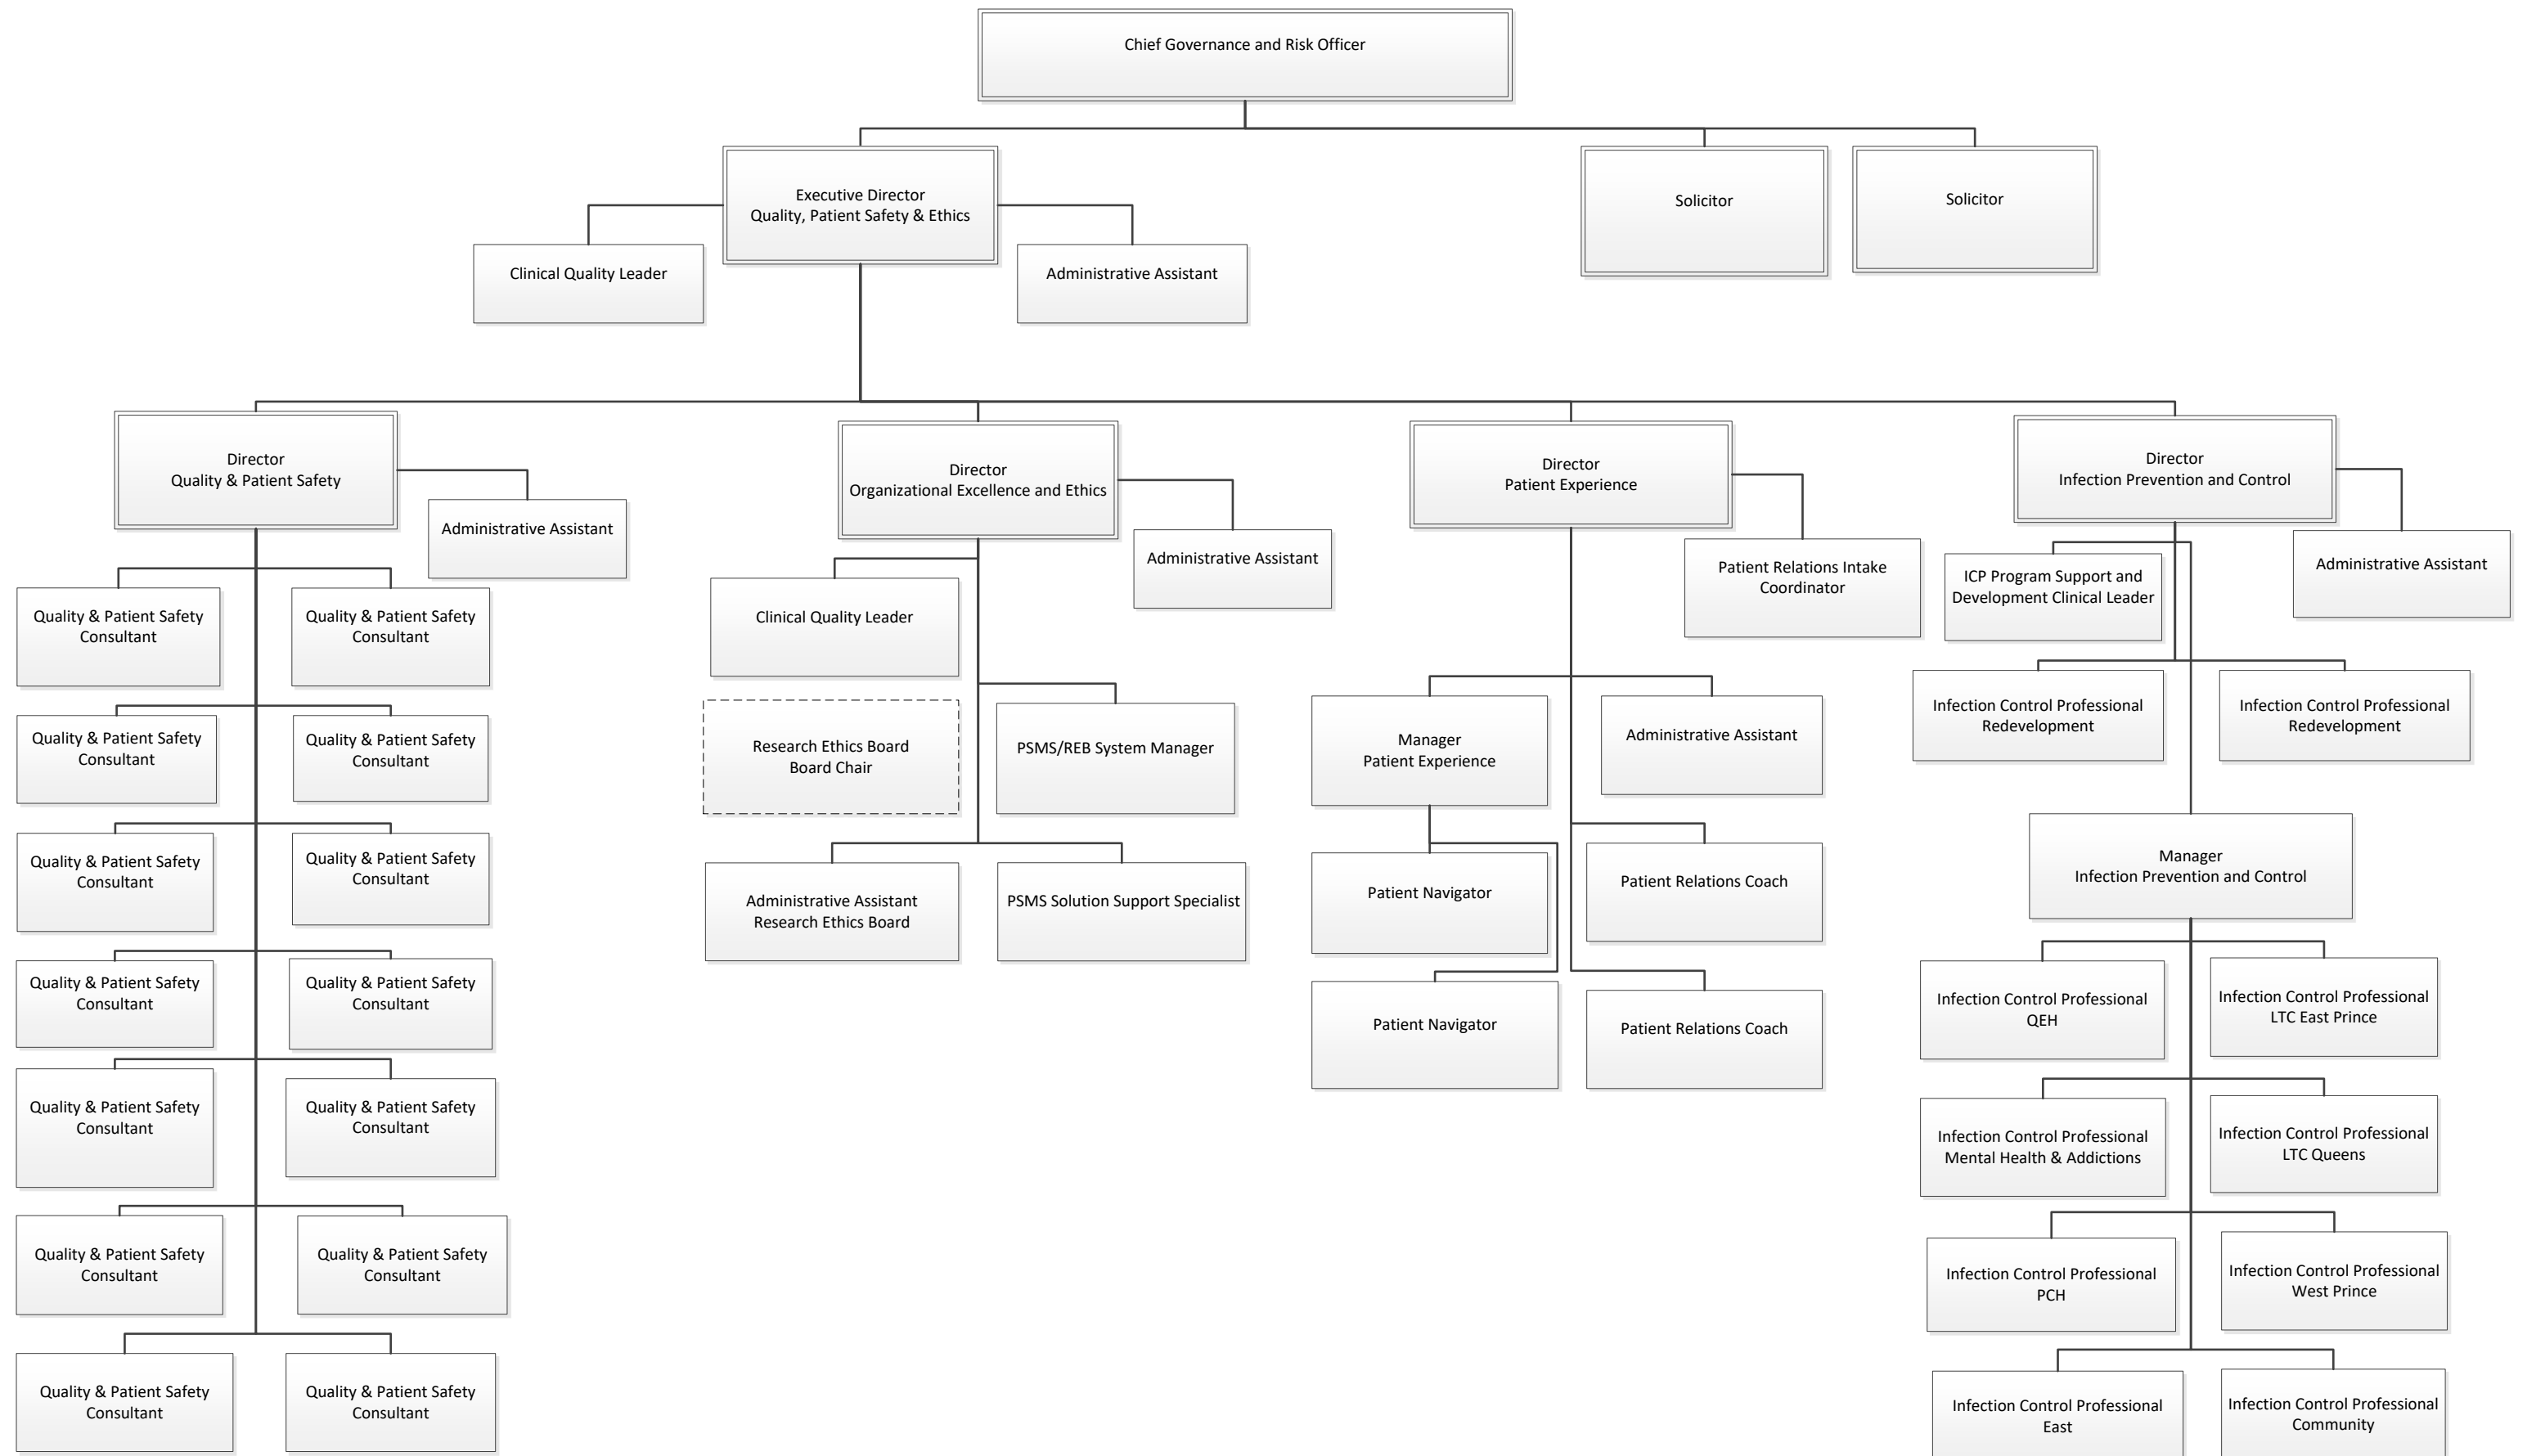 Chief Governance and Risk Officer
Executive Director
Quality, Patient Safety & Ethics
Solicitor
Solicitor
Clinical Quality Leader
Administrative Assistant
Director
Quality & Patient Safety
Administrative Assistant
Quality & Patient Safety
Consultant
Quality & Patient Safety
Consultant
Quality & Patient Safety
Consultant
Quality & Patient Safety
Consultant
Quality & Patient Safety
Consultant
Quality & Patient Safety
Consultant
Quality & Patient Safety
Consultant
Quality & Patient Safety
Consultant
Quality & Patient Safety
Consultant
Quality & Patient Safety
Consultant
Quality & Patient Safety
Consultant
Quality & Patient Safety
Consultant
Quality & Patient Safety
Consultant
Quality & Patient Safety
Consultant
Director
Organizational Excellence and Ethics
Administrative Assistant
Clinical Quality Leader
Research Ethics Board
Board Chair
PSMS/REB System Manager
Administrative Assistant
Research Ethics Board
PSMS Solution Support Specialist
Director
Patient Experience
Patient Relations Intake
Coordinator
Manager
Patient Experience
Administrative Assistant
Patient Navigator
Patient Relations Coach
Patient Navigator
Patient Relations Coach
Director
Infection Prevention and Control
ICP Program Support and
Development Clinical Leader
Administrative Assistant
Infection Control Professional
Redevelopment
Infection Control Professional
Redevelopment
Manager
Infection Prevention and Control
Infection Control Professional
QEH
Infection Control Professional
LTC East Prince
Infection Control Professional
Mental Health & Addictions
Infection Control Professional
LTC Queens
Infection Control Professional
PCH
Infection Control Professional
West Prince
Infection Control Professional
East
Infection Control Professional
Community